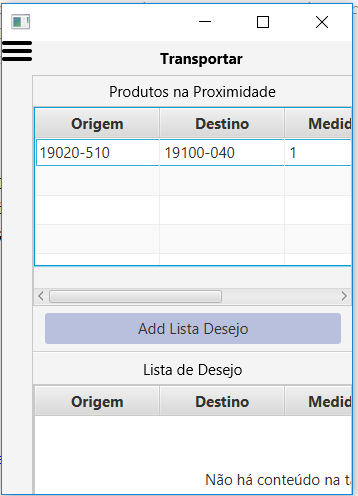 Transportar
Produtos na Proximidade
Origem Destino Medid
19020-510 19100-040 1
Add Lista Desejo
Lista de Desejo
Origem Destino Medid
Não há conteúdo na ta